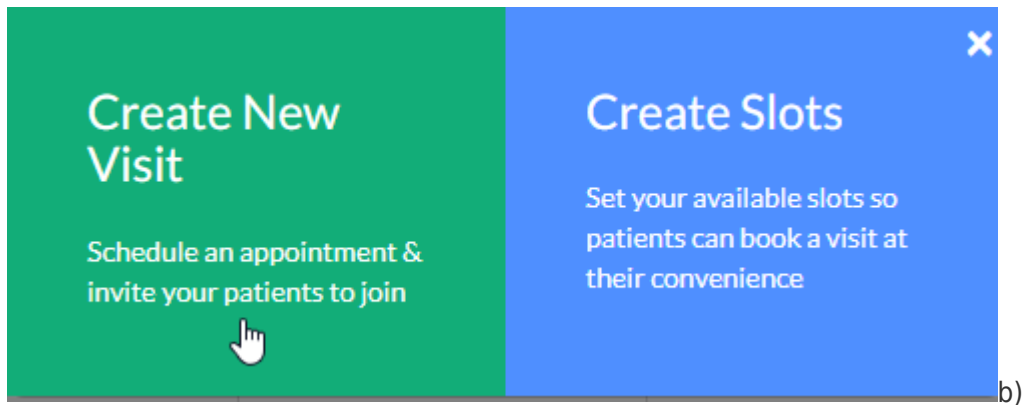 Create New
Visit
Schedule an appointment &
invite your patients to join
Create Slots
Set your available slots so
patients can book a visit at
their convenience
b)